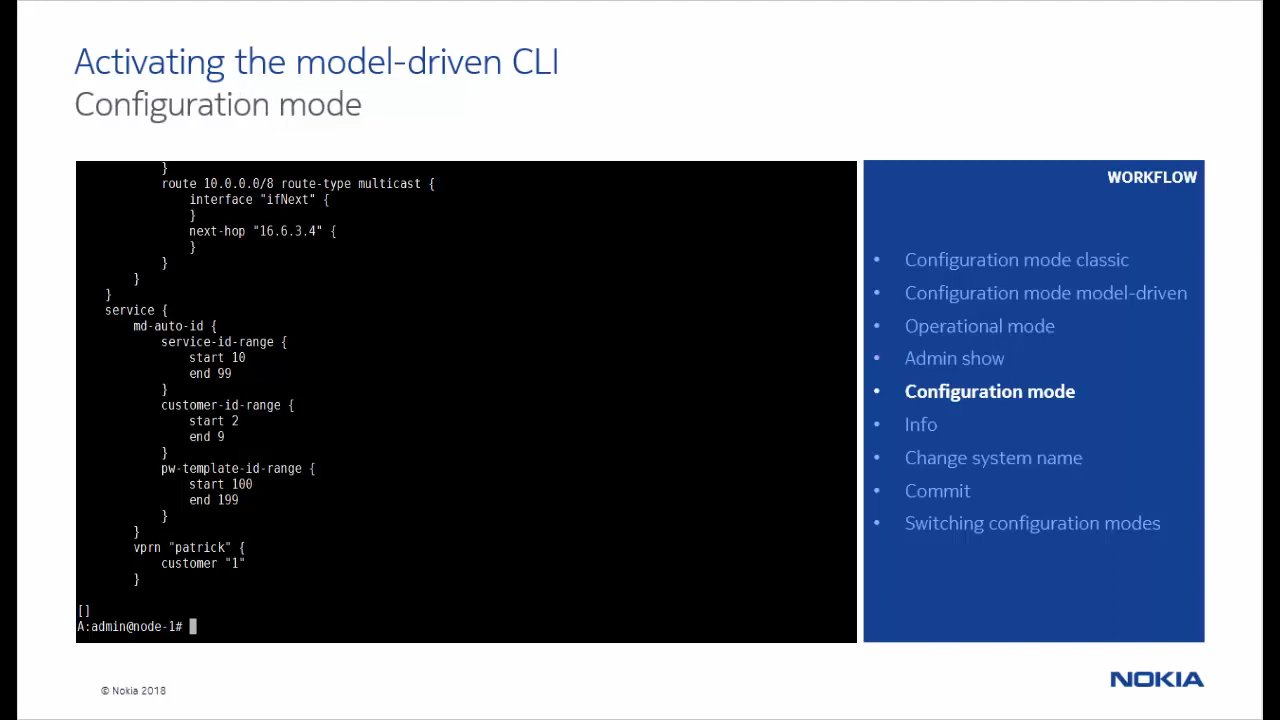 Activating the model-driven CLI
Configuration mode
}
route 10.0.0.0/8 route-type multicast {
interface "ifNext" {
}
next-hop "16.6.3.4" {
}
}
}
}
service {
md-auto-id {
service-id-range {
start 10
end 99
}
customer-id-range {
start 2
end 9
}
pw-template-id-range {
start 100
end 199
}
}
vprn "patrick" {
customer "1"
}
[]
A:admin@node-1#
WORKFLOW
• Configuration mode classic
• Configuration mode model-driven
• Operational mode
• Admin show
• Configuration mode
• Info
• Change system name
• Commit
• Switching configuration modes
© Nokia 2018
NOKIA